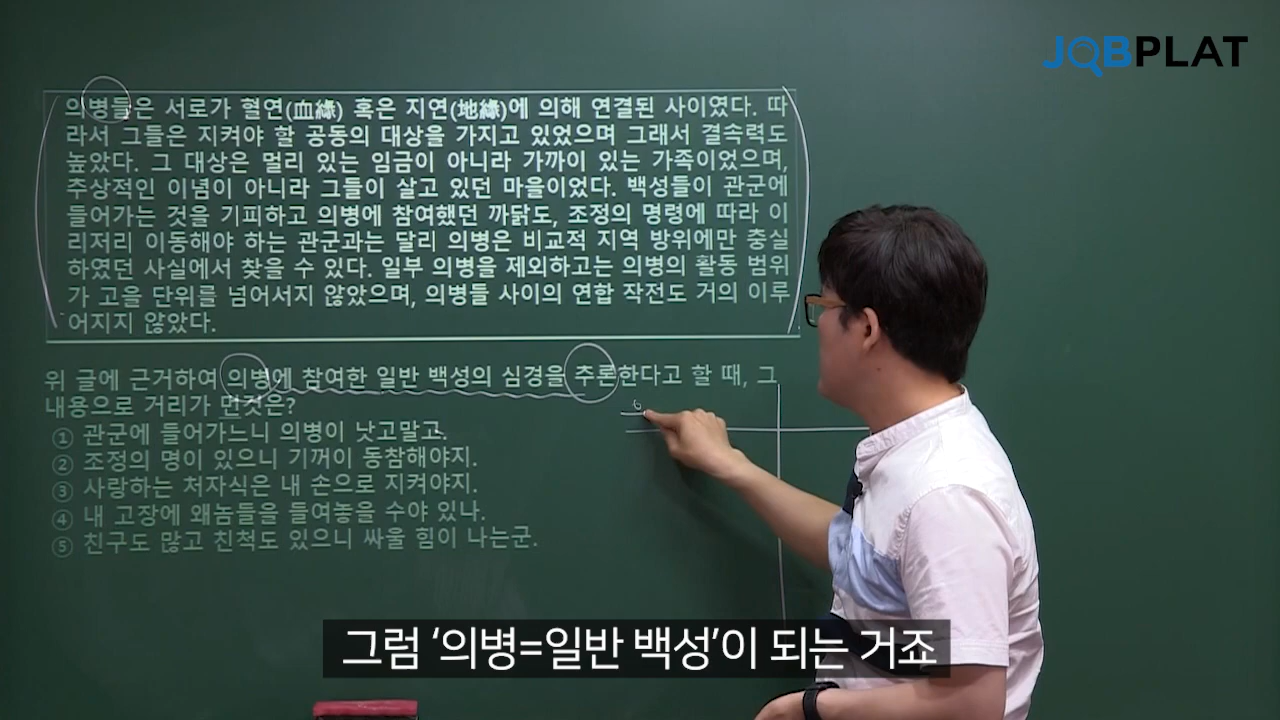 JOBPLAT
의병들은 서로가 혈연(血緣) 혹은 지연(地緣)에 의해 연결된 사이였다. 따
라서 그들은 지켜야 할 공동의 대상을 가지고 있었으며 그래서 결속력도
높았다. 그 대상은 멀리 있는 임금이 아니라 가까이 있는 가족이었으며,
추상적인 이념이 아니라 그들이 살고 있던 마을이었다. 백성들이 관군에
들어가는 것을 기피하고 의병에 참여했던 까닭도, 조정의 명령에 따라 이
리저리 이동해야 하는 관군과는 달리 의병은 비교적 지역 방위에만 충실
하였던 사실에서 찾을 수 있다. 일부 의병을 제외하고는 의병의 활동 범위
가 고을 단위를 넘어서지 않았으며, 의병들 사이의 연합 작전도 거의 이루
어지지 않았다.
위 글에 근거하여 의병에 참여한 일반 백성의 심경을 추론한다고 할 때, 그
내용으로 거리가 먼것은?
① 관군에 들어가느니 의병이 낫고말고.
② 조정의 명이 있으니 기꺼이 동참해야지.
③ 사랑하는 처자식은 내 손으로 지켜야지.
④ 내 고장에 왜놈들을 들여놓을 수야 있나.
⑤ 친구도 많고 친척도 있으니 싸울 힘이 나는군.
그럼 ‘의병=일반 백성’이 되는 거죠